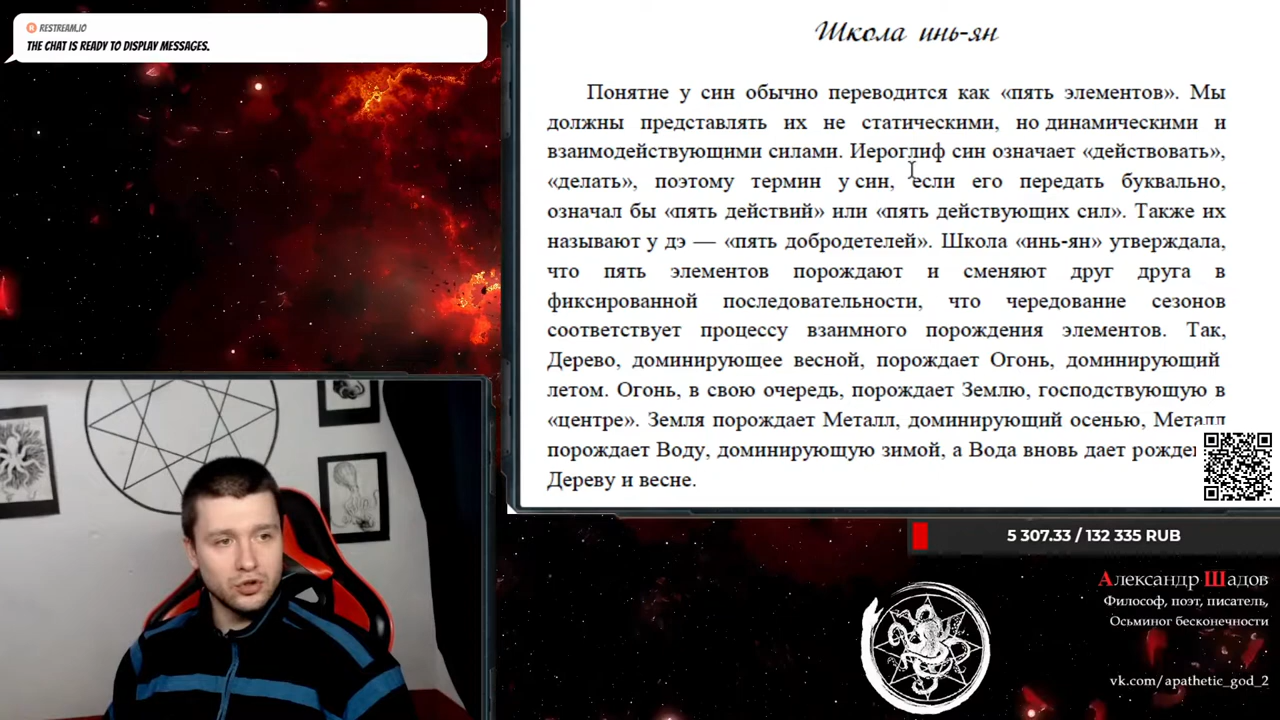 RESTREAM.IO
THE CHAT IS READY TO DISPLAY MESSAGES.
Школа инь-ян
Понятие у син обычно переводится как «пять элементов». Мы
должны представлять их не статическими, но динамическими и
взаимодействующими силами. Иероглиф син означает «действовать»,
«делать», поэтому термин у син, если его передать буквально,
означал бы «пять действий» или «пять действующих сил». Также их
называют у дэ — «пять добродетелей». Школа «инь-ян» утверждала,
что пять элементов порождают и сменяют друг друга в
фиксированной последовательности, что чередование сезонов
соответствует процессу взаимного порождения элементов. Так,
Дерево, доминирующее весной, порождает Огонь, доминирующий
летом. Огонь, в свою очередь, порождает Землю, господствующую в
«центре». Земля порождает Металл, доминирующий осенью, Металл
порождает Воду, доминирующую зимой, а Вода вновь дает рожде
Дереву и весне.
5 307.33 / 132 335 RUB
Александр Шадов
Философ, поэт, писатель,
Осьминог бесконечности
vk.com/apathetic_god_2